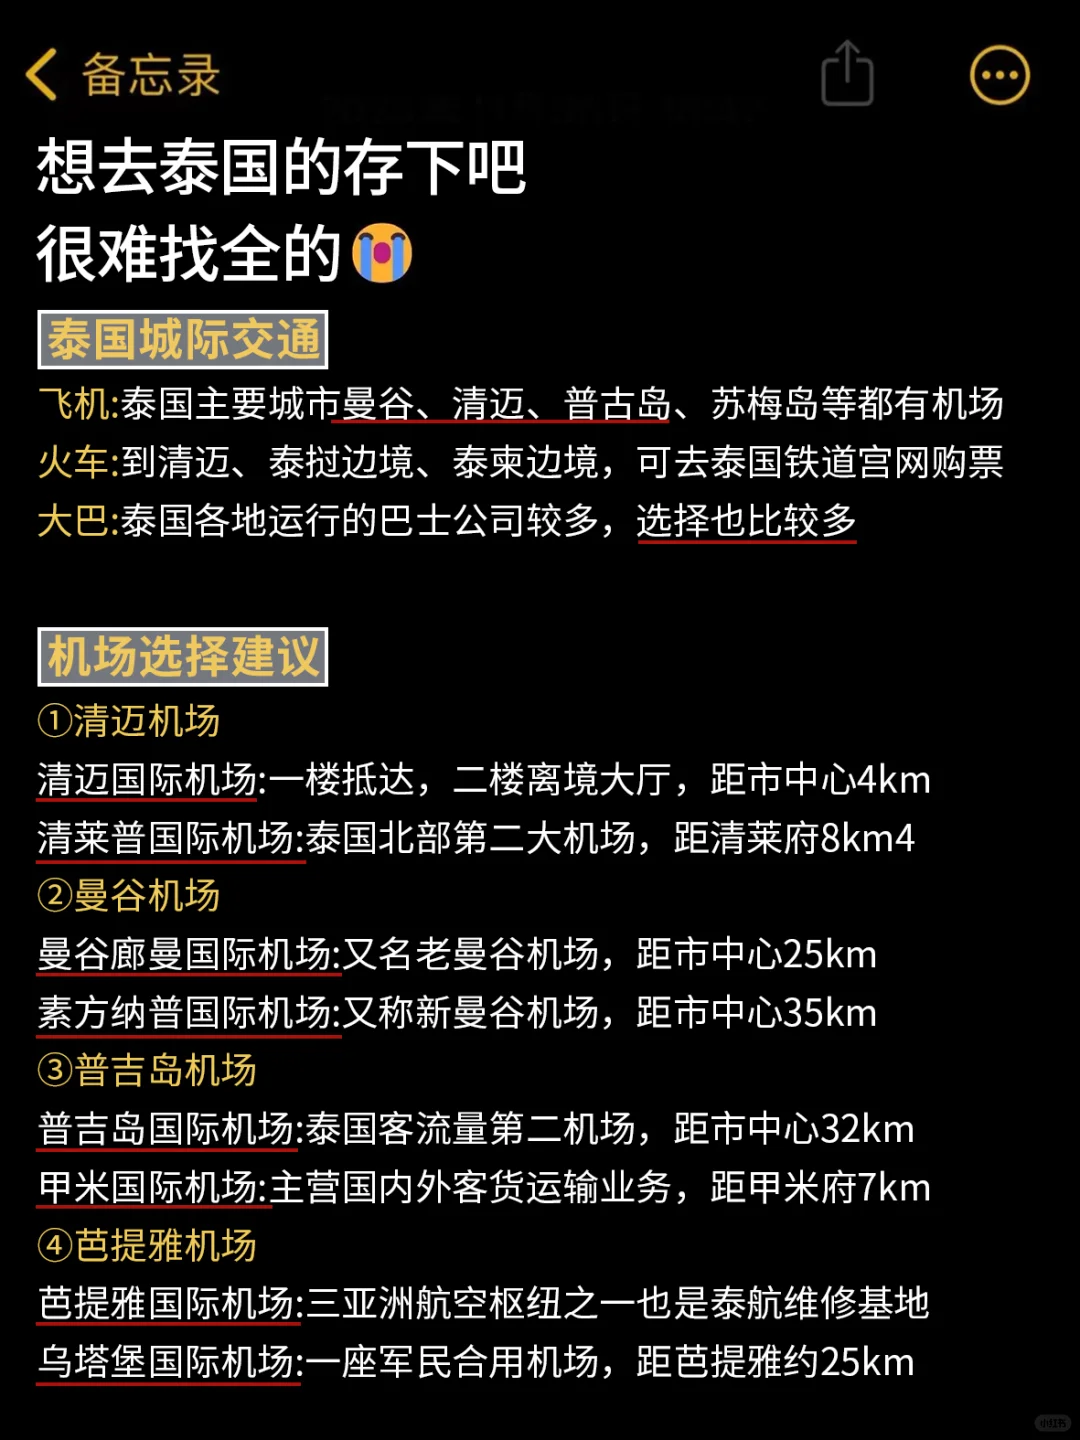 备忘录
想去泰国的存下吧
很难找全的😭
泰国城际交通
飞机:泰国主要城市曼谷、清迈、普古岛、苏梅岛等都有机场
火车:到清迈、泰挝边境、泰柬边境，可去泰国铁道宫网购票
大巴:泰国各地运行的巴士公司较多，选择也比较多
机场选择建议
①清迈机场
清迈国际机场:一楼抵达，二楼离境大厅，距市中心4km
清莱普国际机场:泰国北部第二大机场，距清莱府8km4
②曼谷机场
曼谷廊曼国际机场:又名老曼谷机场，距市中心25km
素方纳普国际机场:又称新曼谷机场，距市中心35km
③普吉岛机场
普吉岛国际机场:泰国客流量第二机场，距市中心32km
甲米国际机场:主营国内外客货运输业务，距甲米府7km
④芭提雅机场
芭提雅国际机场:三亚洲航空枢纽之一也是泰航维修基地
乌塔堡国际机场:一座军民合用机场，距芭提雅约25km
小红书